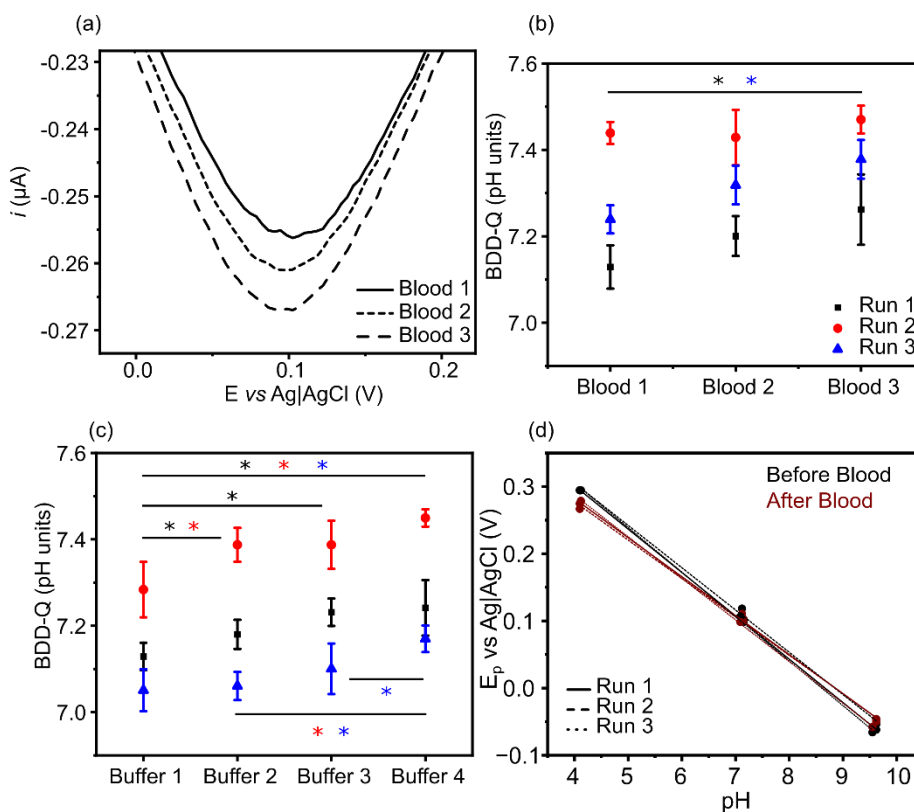 (a)
-0.23
-0.24
-0.25
-0.26
-0.27
i (µA)
Blood 1
Blood 2
Blood 3
0.0
0.1
0.2
E vs Ag|AgCl (V)
(b)
7.6
7.4
7.2
7.0
BDD-Q (pH units)
* *
Run 1
Run 2
Run 3
Blood 1
Blood 2
Blood 3
(c)
7.6
7.4
7.2
7.0
BDD-Q (pH units)
* * *
*
* *
*
* *
Buffer 1
Buffer 2
Buffer 3
Buffer 4
(d)
0.3
0.2
0.1
0.0
−0.1
Ep vs Ag|AgCl (V)
Before Blood
After Blood
Run 1
Run 2
Run 3
4
5
6
7
8
9
10
pH